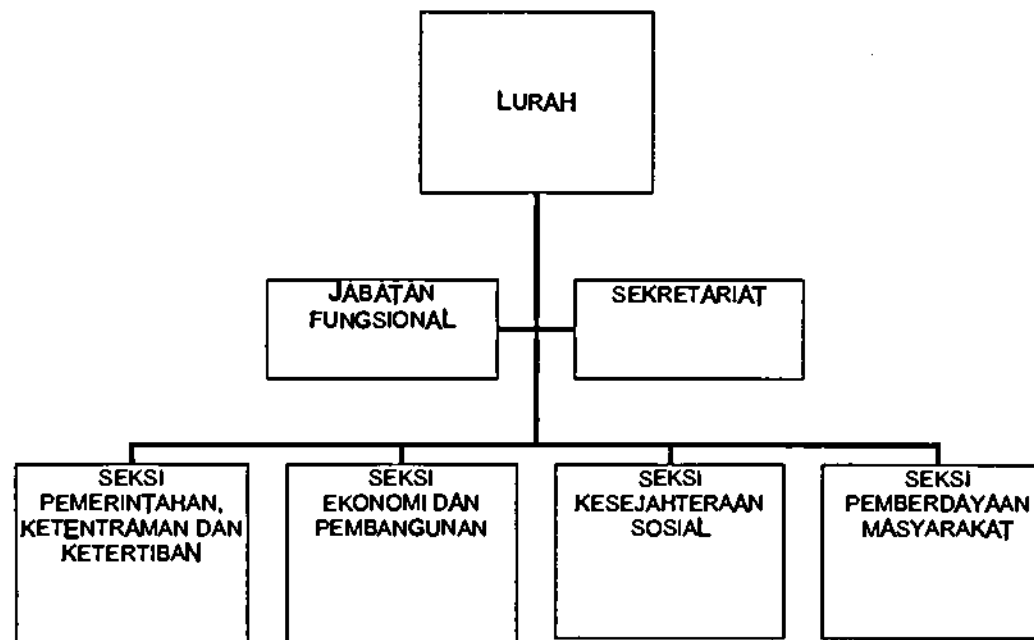 LURAH
JABATAN
FUNGSIONAL
SEKRETARIAT
SEKSI
PEMERINTAHAN,
KETENTRAMAN DAN
KETERTIBAN
SEKSI
EKONOMI DAN
PEMBANGUNAN
SEKSI
KESEJAHTERAAN
SOSIAL
SEKSI
PEMBERDAYAAN
MASYARAKAT